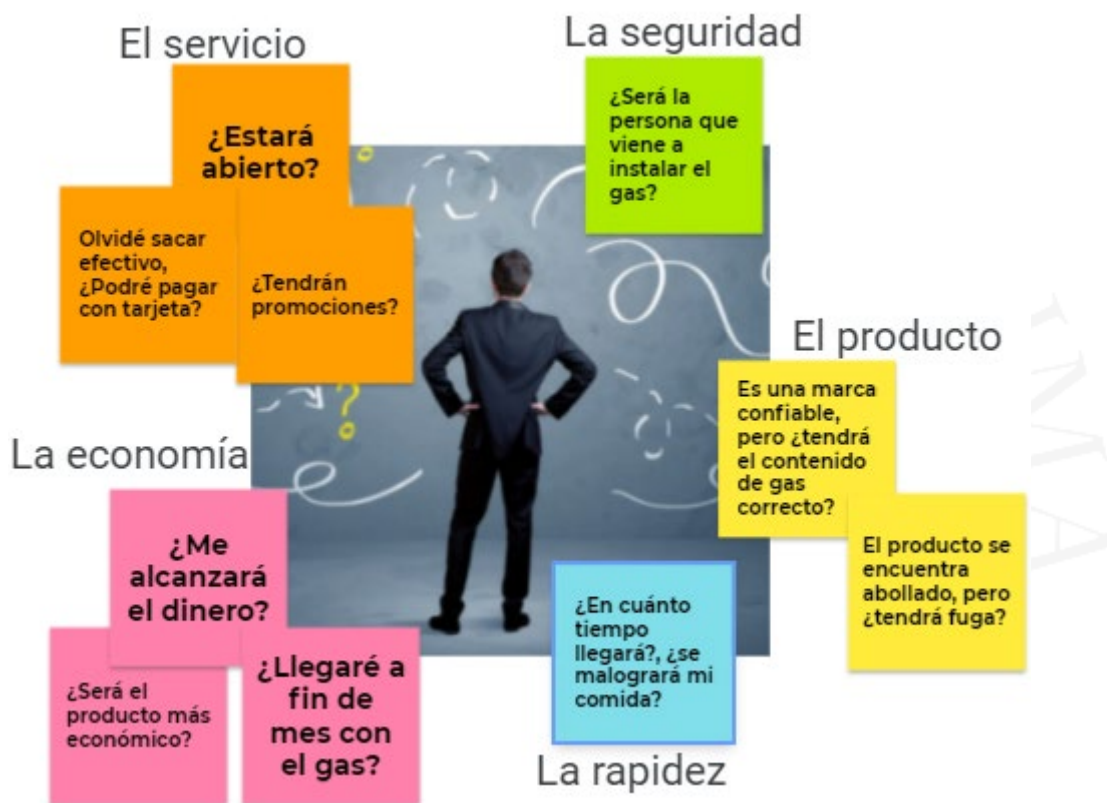 El servicio
¿Estará
abierto?
Olvidé sacar
efectivo,
¿Podré pagar
con tarjeta?
¿Tendrán
promociones?
La seguridad
¿Será la
persona que
viene a
instalar el
gas?
El producto
Es una marca
confiable,
pero ¿tendrá
el contenido
de gas
correcto?
El producto se
encuentra
abollado, pero
¿tendrá fuga?
La economía
¿Me
alcanzará
el dinero?
¿Será el
producto más
económico?
¿Llegaré a
fin de
mes con
el gas?
¿En cuánto
tiempo
llegará?, ¿se
malogrará mi
comida?
La rapidez